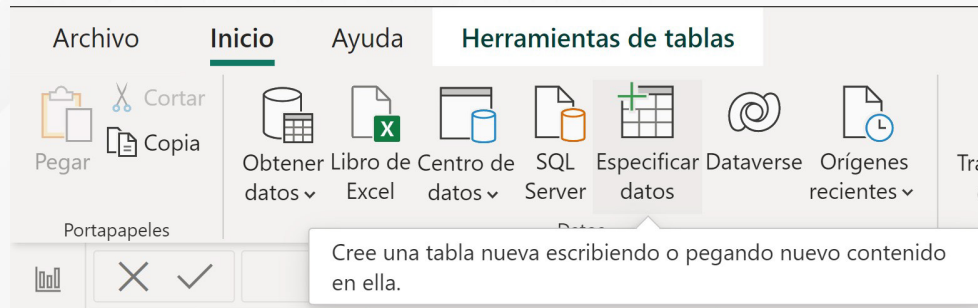 Archivo Inicio Ayuda Herramientas de tablas
Cortar
Copia
Pegar
Obtener datos
Libro de Excel
Centro de datos
SQL Server
Especificar datos
Dataverse
Orígenes recientes
Portapapeles
Cree una tabla nueva escribiendo o pegando nuevo contenido
en ella.